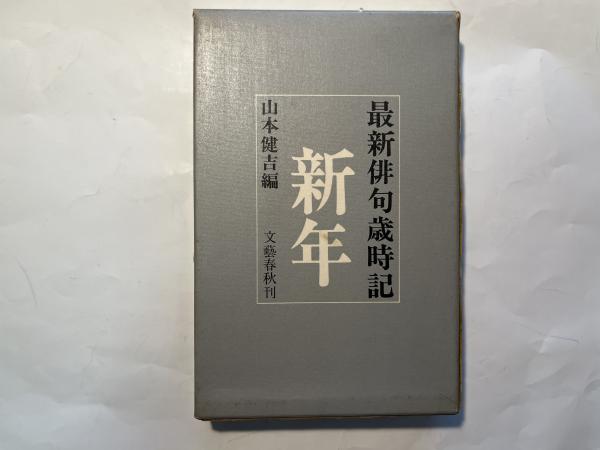 最新俳句歳時記
新年
山本健吉編
文藝春秋刊